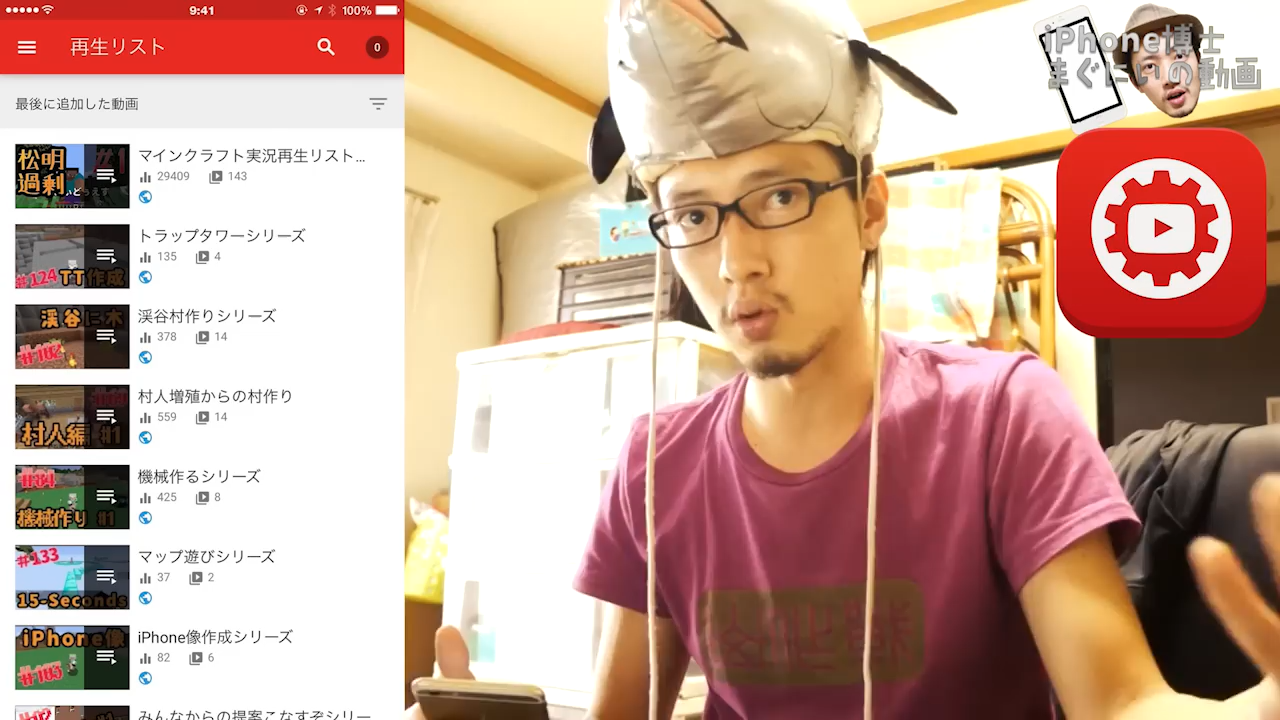 9:41
100%
再生リスト
0
最後に追加した動画
松明
過剰
#1
マインクラフト実況再生リスト...
29409 143
#124 TT作成
トラップタワーシリーズ
135 4
渓谷に木
#102
渓谷村作りシリーズ
378 14
村人編 #1
村人増殖からの村作り
559 14
#84
機械作り #1
機械作るシリーズ
425 8
#133
15-Seconds
マップ遊びシリーズ
37 2
iPhone像
#103
iPhone像作成シリーズ
82 6
みんなからの提案こなすぞシリー
iPhone博士
まぐにぃの動画